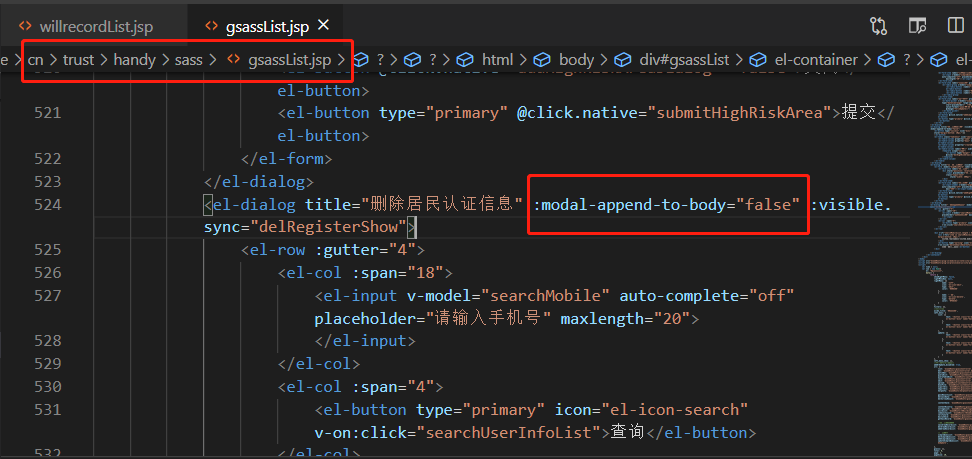 willrecordList.jsp gsassList.jsp
e > cn > trust > handy > sass > gsassList.jsp > ? > ? > html > body > div#gsassList > el-container > ? > el-
el-button>
521 <el-button type="primary" @click.native="submitHighRiskArea">提交</
el-button>
522 </el-form>
523 </el-dialog>
524 <el-dialog title="删除居民认证信息" :modal-append-to-body="false" :visible.
sync="delRegisterShow">
525 <el-row :gutter="4">
526 <el-col :span="18">
527 <el-input v-model="searchMobile" auto-complete="off"
placeholder="请输入手机号" maxlength="20">
528 </el-input>
529 </el-col>
530 <el-col :span="4">
531 <el-button type="primary" icon="el-icon-search"
v-on:click="searchUserInfoList">查询</el-button>
532 </el-col>